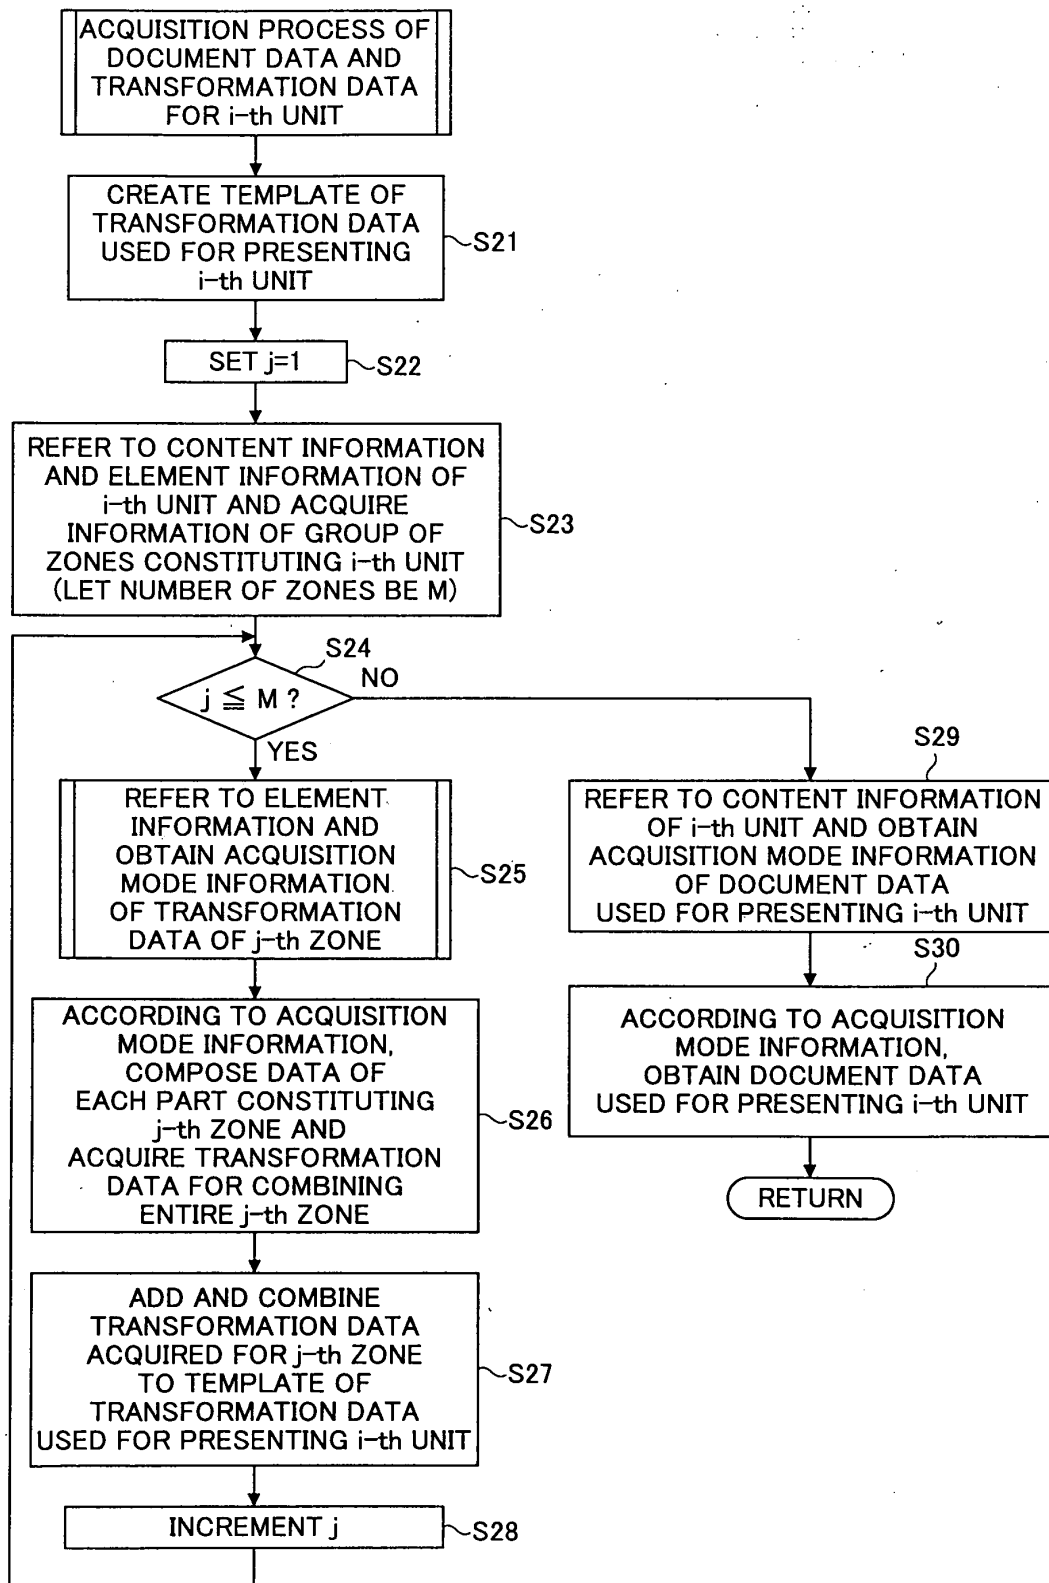 ACQUISITION PROCESS OF
DOCUMENT DATA AND
TRANSFORMATION DATA
FOR i-th UNIT
CREATE TEMPLATE OF
TRANSFORMATION DATA
USED FOR PRESENTING
i-th UNIT
S21
SET j=1
S22
REFER TO CONTENT INFORMATION
AND ELEMENT INFORMATION OF
i-th UNIT AND ACQUIRE
INFORMATION OF GROUP OF
ZONES CONSTITUTING i-th UNIT
(LET NUMBER OF ZONES BE M)
S23
S24
j ≦ M ?
NO
YES
REFER TO ELEMENT
INFORMATION AND
OBTAIN ACQUISITION
MODE INFORMATION
OF TRANSFORMATION
DATA OF j-th ZONE
S25
ACCORDING TO ACQUISITION
MODE INFORMATION,
COMPOSE DATA OF
EACH PART CONSTITUTING
j-th ZONE AND
ACQUIRE TRANSFORMATION
DATA FOR COMBINING
ENTIRE j-th ZONE
S26
ADD AND COMBINE
TRANSFORMATION DATA
ACQUIRED FOR j-th ZONE
TO TEMPLATE OF
TRANSFORMATION DATA
USED FOR PRESENTING i-th UNIT
S27
INCREMENT j
S28
S29
REFER TO CONTENT INFORMATION
OF i-th UNIT AND OBTAIN
ACQUISITION MODE INFORMATION
OF DOCUMENT DATA
USED FOR PRESENTING i-th UNIT
S30
ACCORDING TO ACQUISITION
MODE INFORMATION,
OBTAIN DOCUMENT DATA
USED FOR PRESENTING i-th UNIT
RETURN